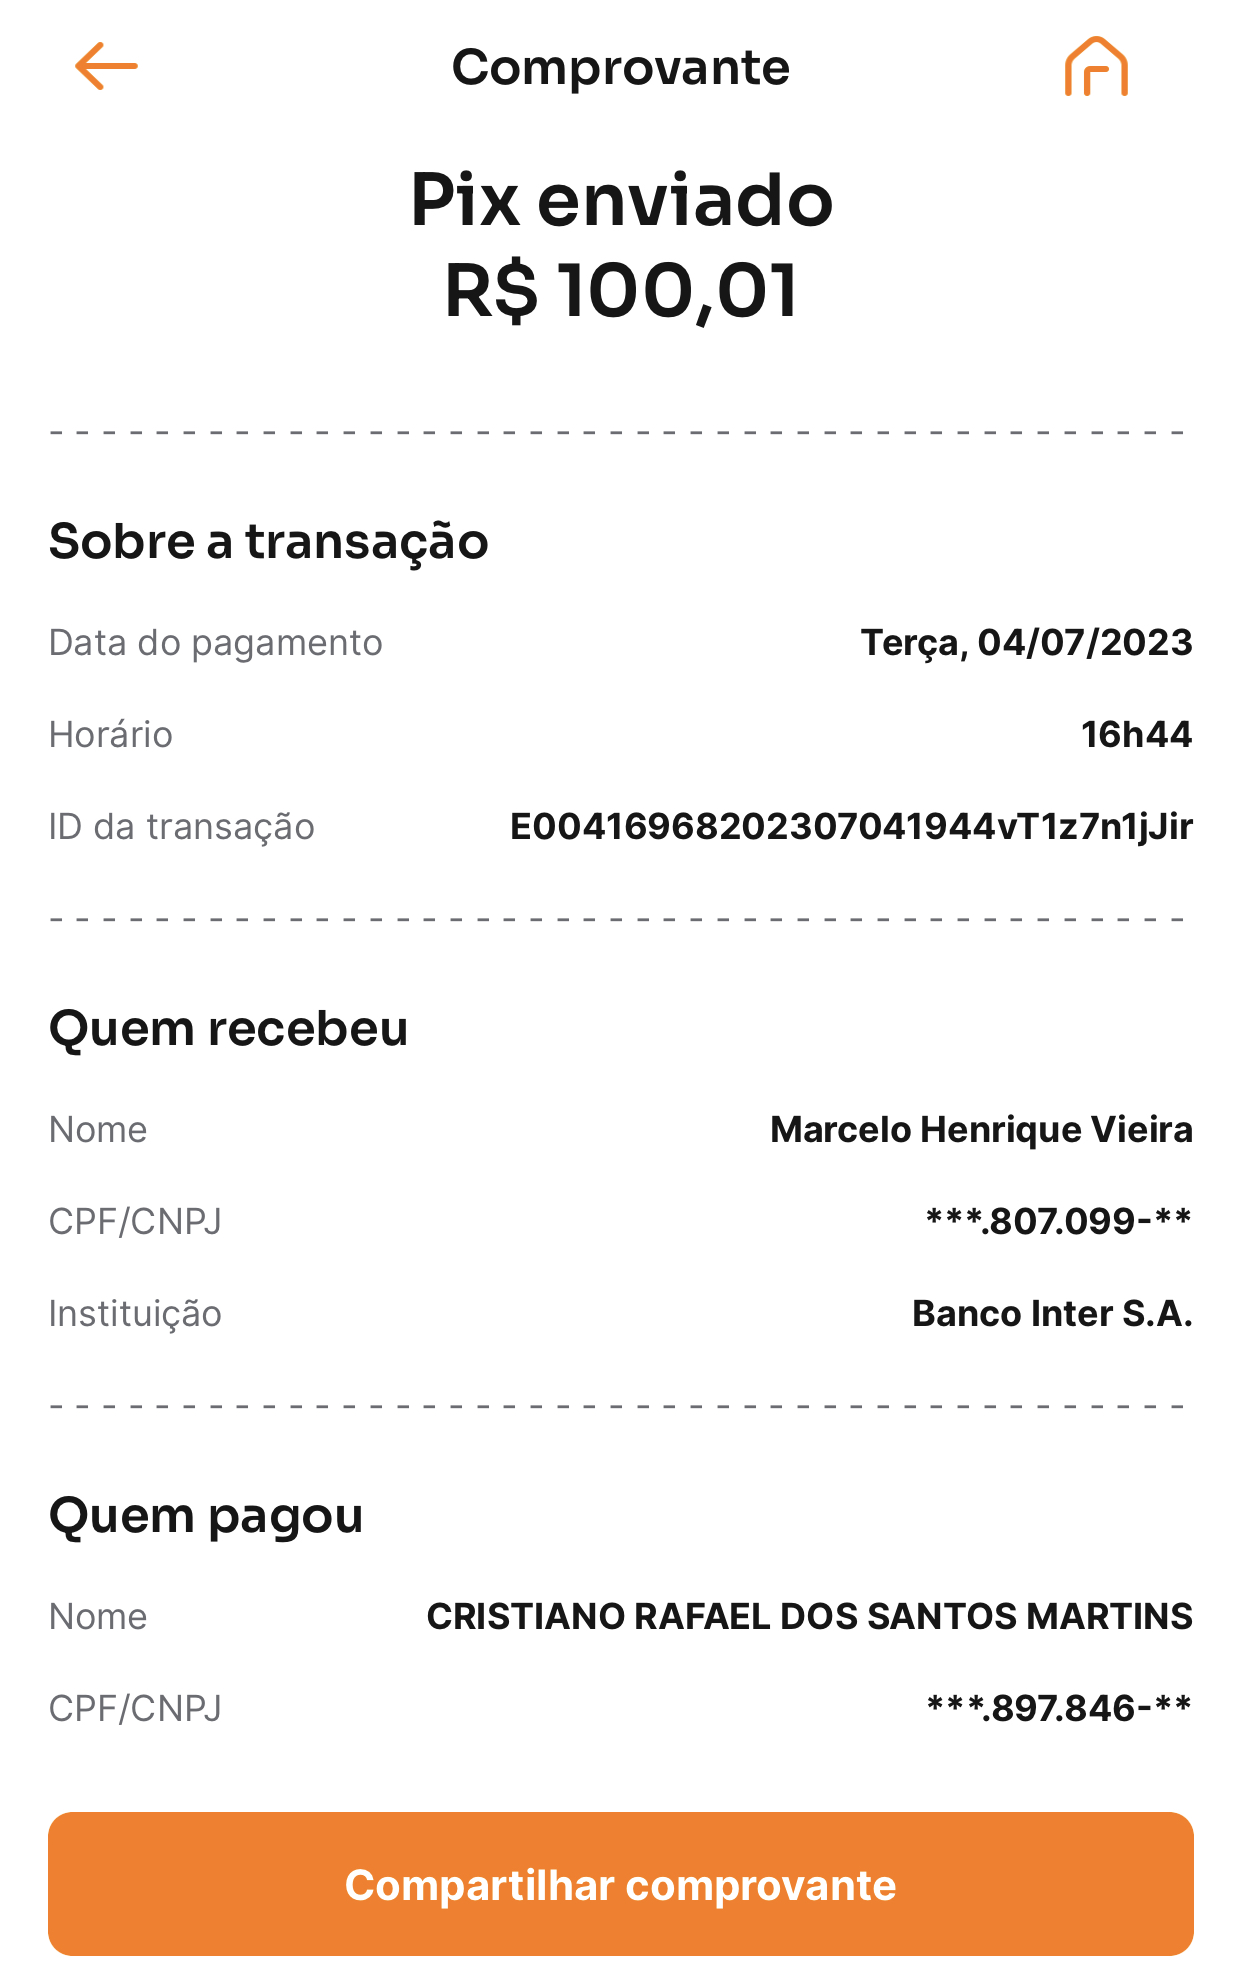 Comprovante
Pix enviado
R$ 100,01
Sobre a transação
Data do pagamento Terça, 04/07/2023
Horário 16h44
ID da transação E00416968202307041944vT1z7n1jJir
Quem recebeu
Nome Marcelo Henrique Vieira
CPF/CNPJ ***.807.099-**
Instituição Banco Inter S.A.
Quem pagou
Nome CRISTIANO RAFAEL DOS SANTOS MARTINS
CPF/CNPJ ***.897.846-**
Compartilhar comprovante